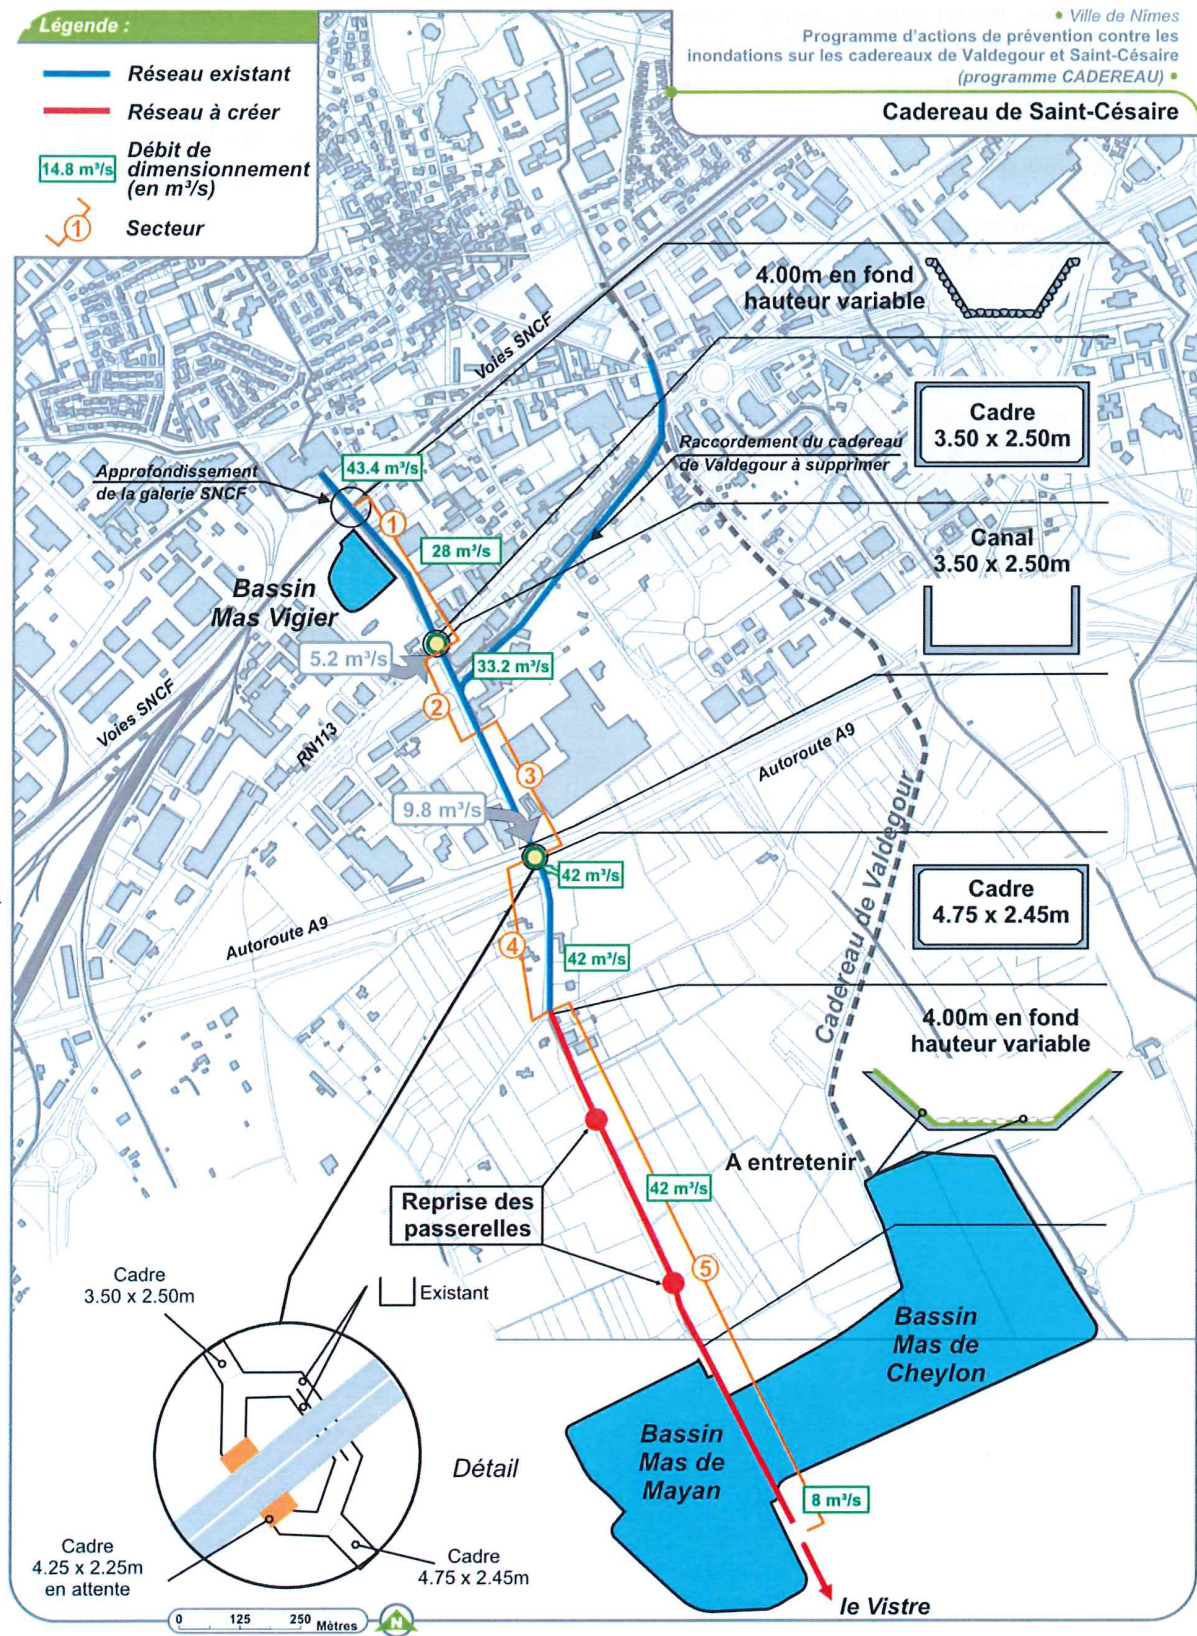 Légende :
Réseau existant
Réseau à créer
14.8 m³/s
Débit de
dimensionnement
(en m³/s)
1
Secteur
• Ville de Nîmes
Programme d'actions de prévention contre les
inondations sur les cadereaux de Valdegour et Saint-Césaire
(programme CADEREAU) •
Cadereau de Saint-Césaire
4.00m en fond
hauteur variable
Voies SNCF
Cadre
3.50 x 2.50m
Raccordement du cadereau
de Valdegour à supprimer
Approfondissement
de la galerie SNCF
43.4 m³/s
1
28 m³/s
Canal
3.50 x 2.50m
Bassin
Mas Vigier
5.2 m³/s
33.2 m³/s
2
Voies SNCF
RN113
3
Autoroute A9
9.8 m³/s
42 m³/s
Cadre
4.75 x 2.45m
Autoroute A9
4
42 m³/s
Cadereau de Valdegour
4.00m en fond
hauteur variable
A entretenir
42 m³/s
Reprise des
passerelles
5
Cadre
3.50 x 2.50m
Existant
Bassin
Mas de
Cheylon
Bassin
Mas de
Mayan
Détail
8 m³/s
Cadre
4.25 x 2.25m
en attente
Cadre
4.75 x 2.45m
le Vistre
0 125 250 Mètres
N